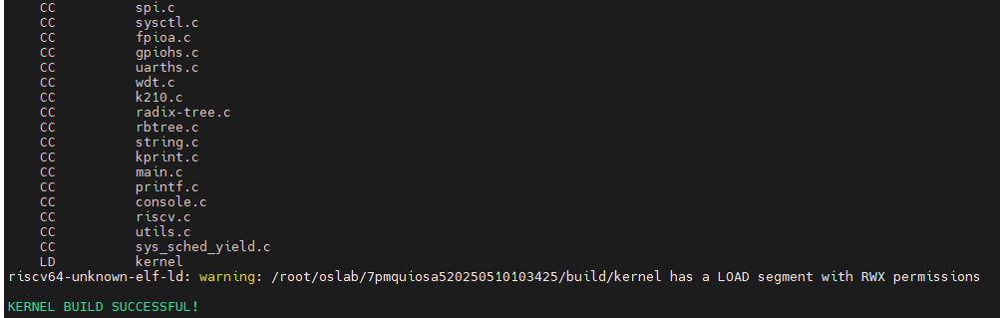 CC spi.c
CC sysctl.c
CC fpioa.c
CC gpiohs.c
CC uarths.c
CC wdt.c
CC k210.c
CC radix-tree.c
CC rbtree.c
CC string.c
CC kprint.c
CC main.c
CC printf.c
CC console.c
CC riscv.c
CC utils.c
CC sys_sched_yield.c
LD kernel
riscv64-unknown-elf-ld: warning: /root/oslab/7pmquiosa520250510103425/build/kernel has a LOAD segment with RWX permissions
KERNEL BUILD SUCCESSFUL!